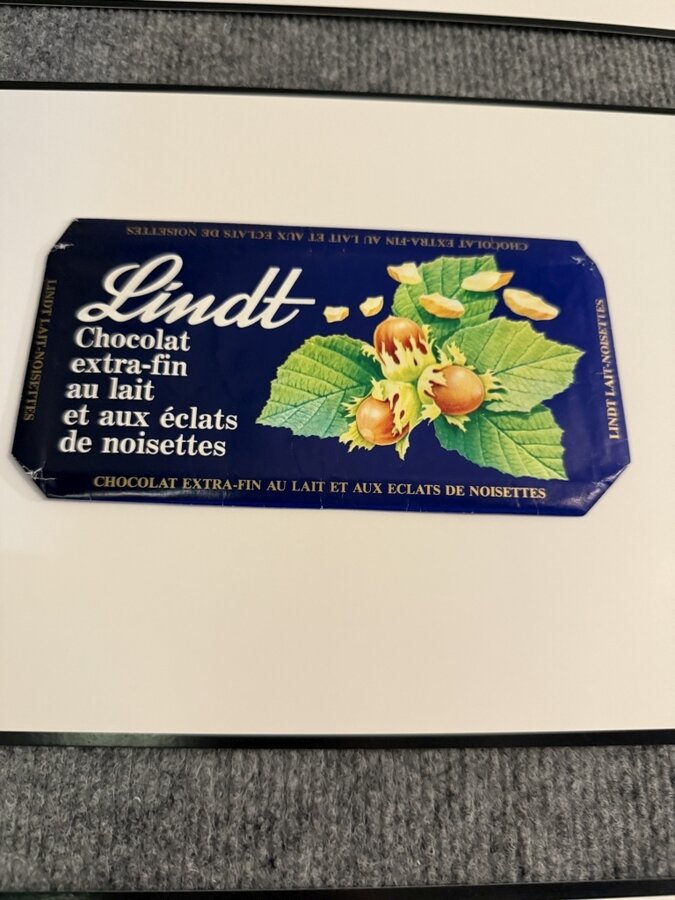 CHOCOLAT EXTRA-FIN AU LAIT ET AUX ECLATS DE NOISETTES
LINDT LAIT-NOISETTES
Lindt
Chocolat
extra-fin
au lait
et aux éclats
de noisettes
LINDT LAIT-NOISETTES
CHOCOLAT EXTRA-FIN AU LAIT ET AUX ECLATS DE NOISETTES